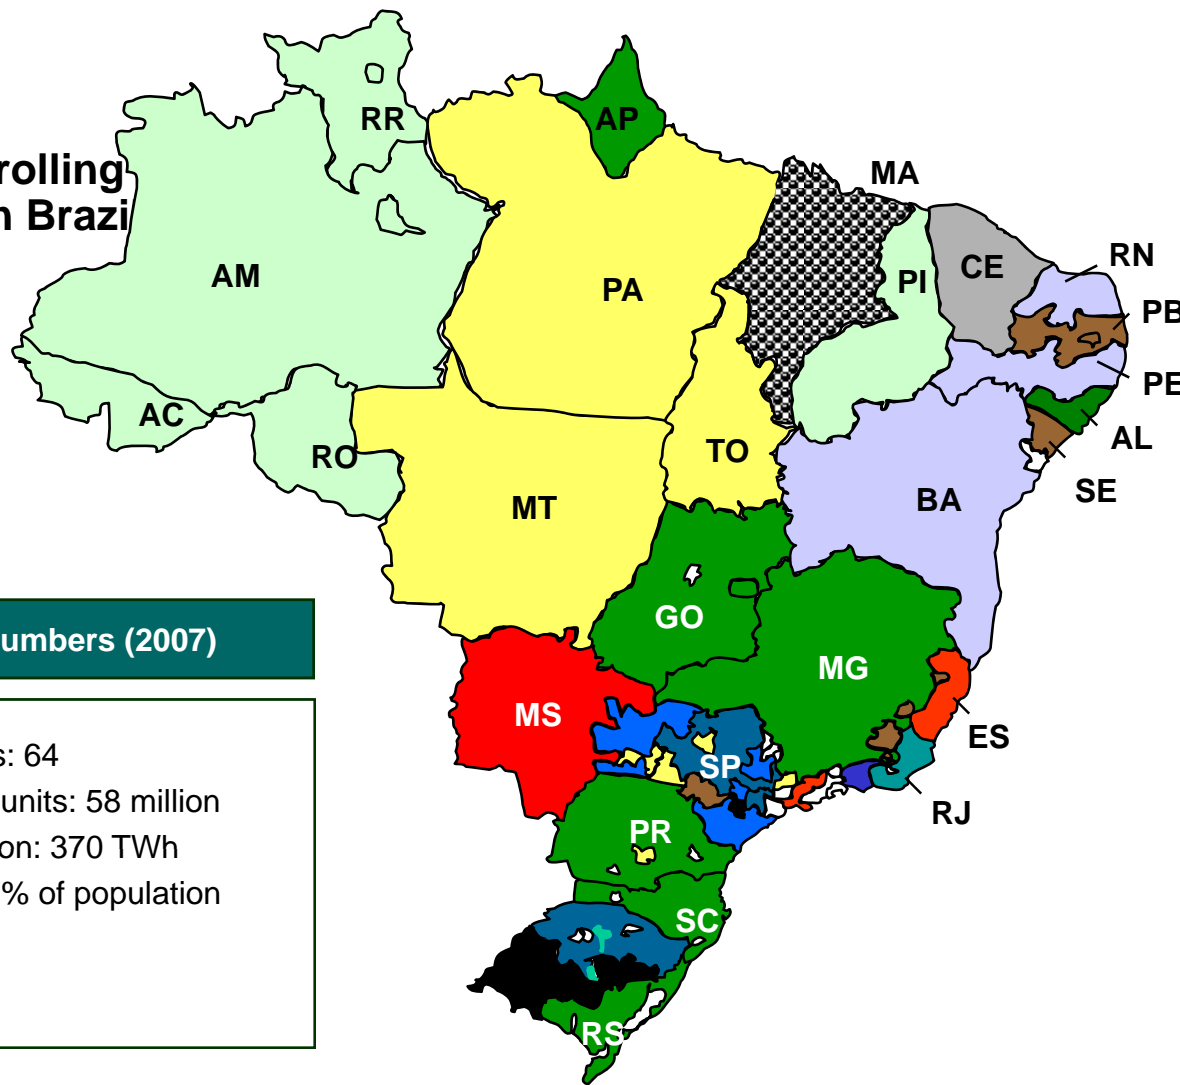 rolling
n Brazi
RR
AP
MA
AM
PA
PI
CE
RN
PB
PE
AC
RO
TO
AL
SE
MT
BA
GO
MG
MS
ES
SP
RJ
PR
SC
RS
umbers (2007)
s: 64
units: 58 million
on: 370 TWh
% of population